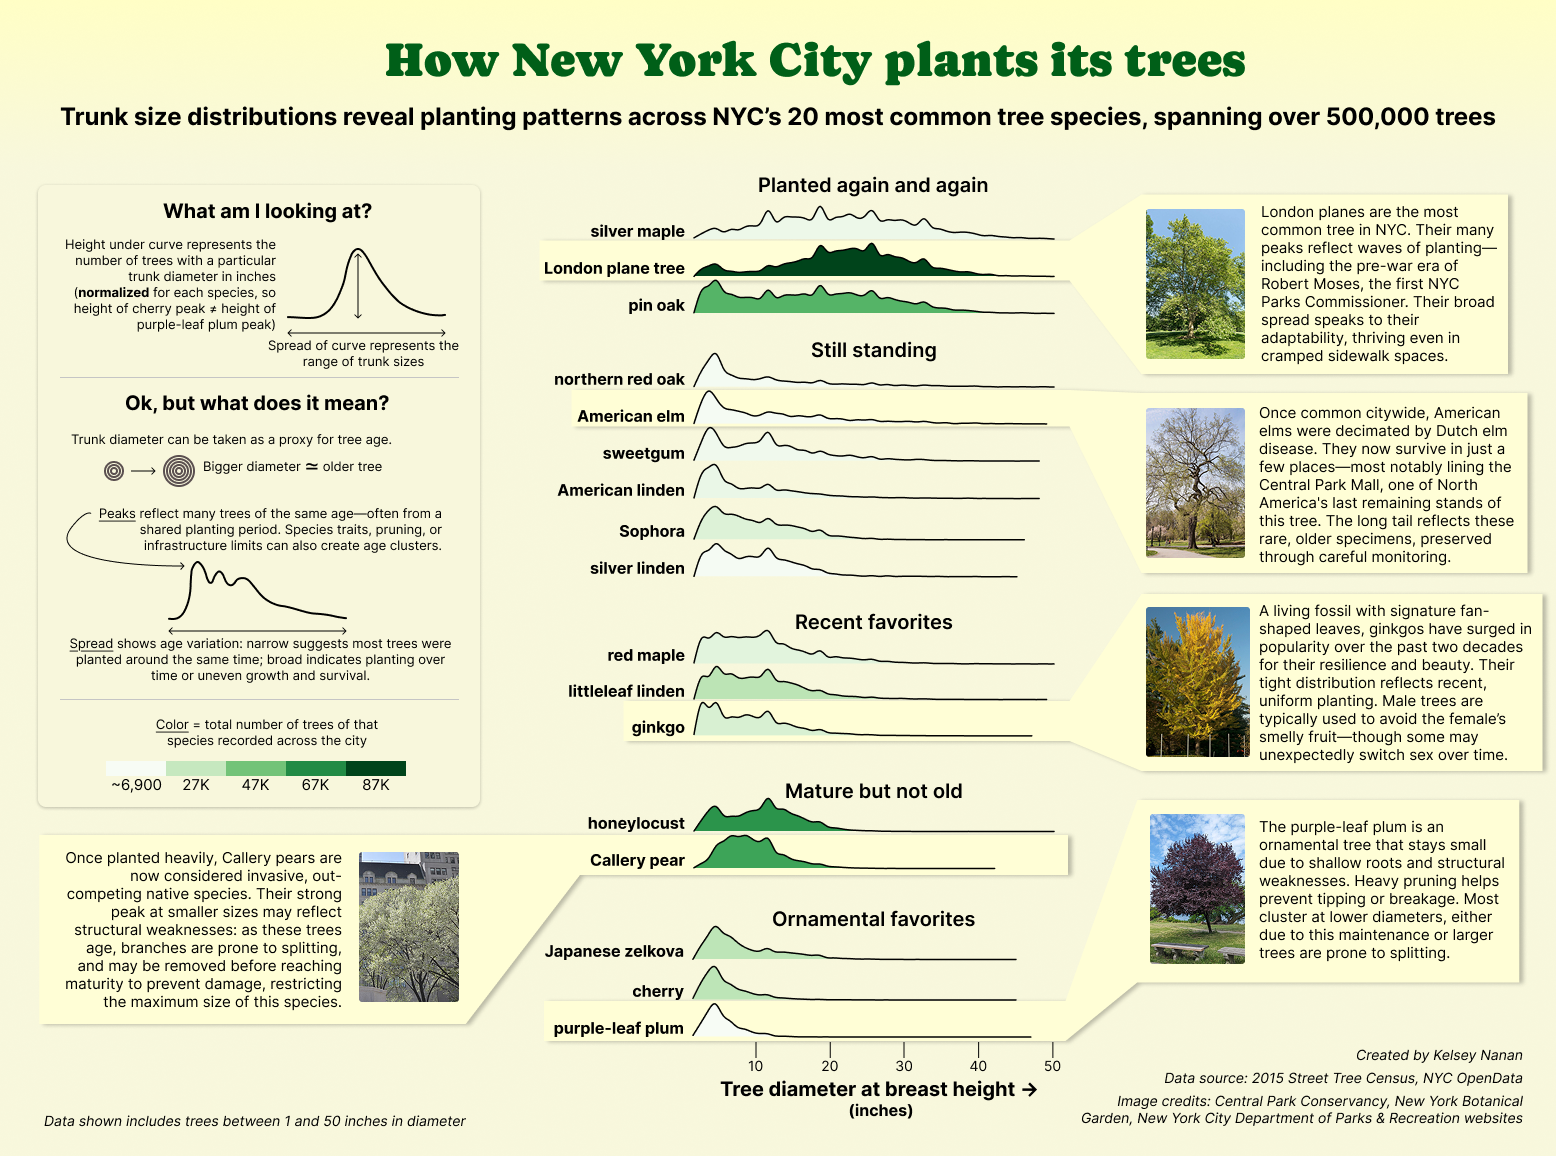 How New York City plants its trees
Trunk size distributions reveal planting patterns across NYC’s 20 most common tree species, spanning over 500,000 trees
What am I looking at?
Height under curve represents the
number of trees with a particular
trunk diameter in inches
(normalized for each species, so
height of cherry peak ≠ height of
purple-leaf plum peak)
Spread of curve represents the
range of trunk sizes
Ok, but what does it mean?
Trunk diameter can be taken as a proxy for tree age.
Bigger diameter ≃ older tree
Peaks reflect many trees of the same age—often from a
shared planting period. Species traits, pruning, or
infrastructure limits can also create age clusters.
Spread shows age variation: narrow suggests most trees were
planted around the same time; broad indicates planting over
time or uneven growth and survival.
Color = total number of trees of that
species recorded across the city
~6,900 27K 47K 67K 87K
Once planted heavily, Callery pears are
now considered invasive, out-
competing native species. Their strong
peak at smaller sizes may reflect
structural weaknesses: as these trees
age, branches are prone to splitting,
and may be removed before reaching
maturity to prevent damage, restricting
the maximum size of this species.
Planted again and again
silver maple
London plane tree
pin oak
Still standing
northern red oak
American elm
sweetgum
American linden
Sophora
silver linden
Recent favorites
red maple
littleleaf linden
ginkgo
Mature but not old
honeylocust
Callery pear
Ornamental favorites
Japanese zelkova
cherry
purple-leaf plum
10 20 30 40 50
Tree diameter at breast height →
(inches)
London planes are the most
common tree in NYC. Their many
peaks reflect waves of planting—
including the pre-war era of
Robert Moses, the first NYC
Parks Commissioner. Their broad
spread speaks to their
adaptability, thriving even in
cramped sidewalk spaces.
Once common citywide, American
elms were decimated by Dutch elm
disease. They now survive in just a
few places—most notably lining the
Central Park Mall, one of North
America's last remaining stands of
this tree. The long tail reflects these
rare, older specimens, preserved
through careful monitoring.
A living fossil with signature fan-
shaped leaves, ginkgos have surged in
popularity over the past two decades
for their resilience and beauty. Their
tight distribution reflects recent,
uniform planting. Male trees are
typically used to avoid the female’s
smelly fruit—though some may
unexpectedly switch sex over time.
The purple-leaf plum is an
ornamental tree that stays small
due to shallow roots and structural
weaknesses. Heavy pruning helps
prevent tipping or breakage. Most
cluster at lower diameters, either
due to this maintenance or larger
trees are prone to splitting.
Created by Kelsey Nanan
Data source: 2015 Street Tree Census, NYC OpenData
Image credits: Central Park Conservancy, New York Botanical
Garden, New York City Department of Parks & Recreation websites
Data shown includes trees between 1 and 50 inches in diameter